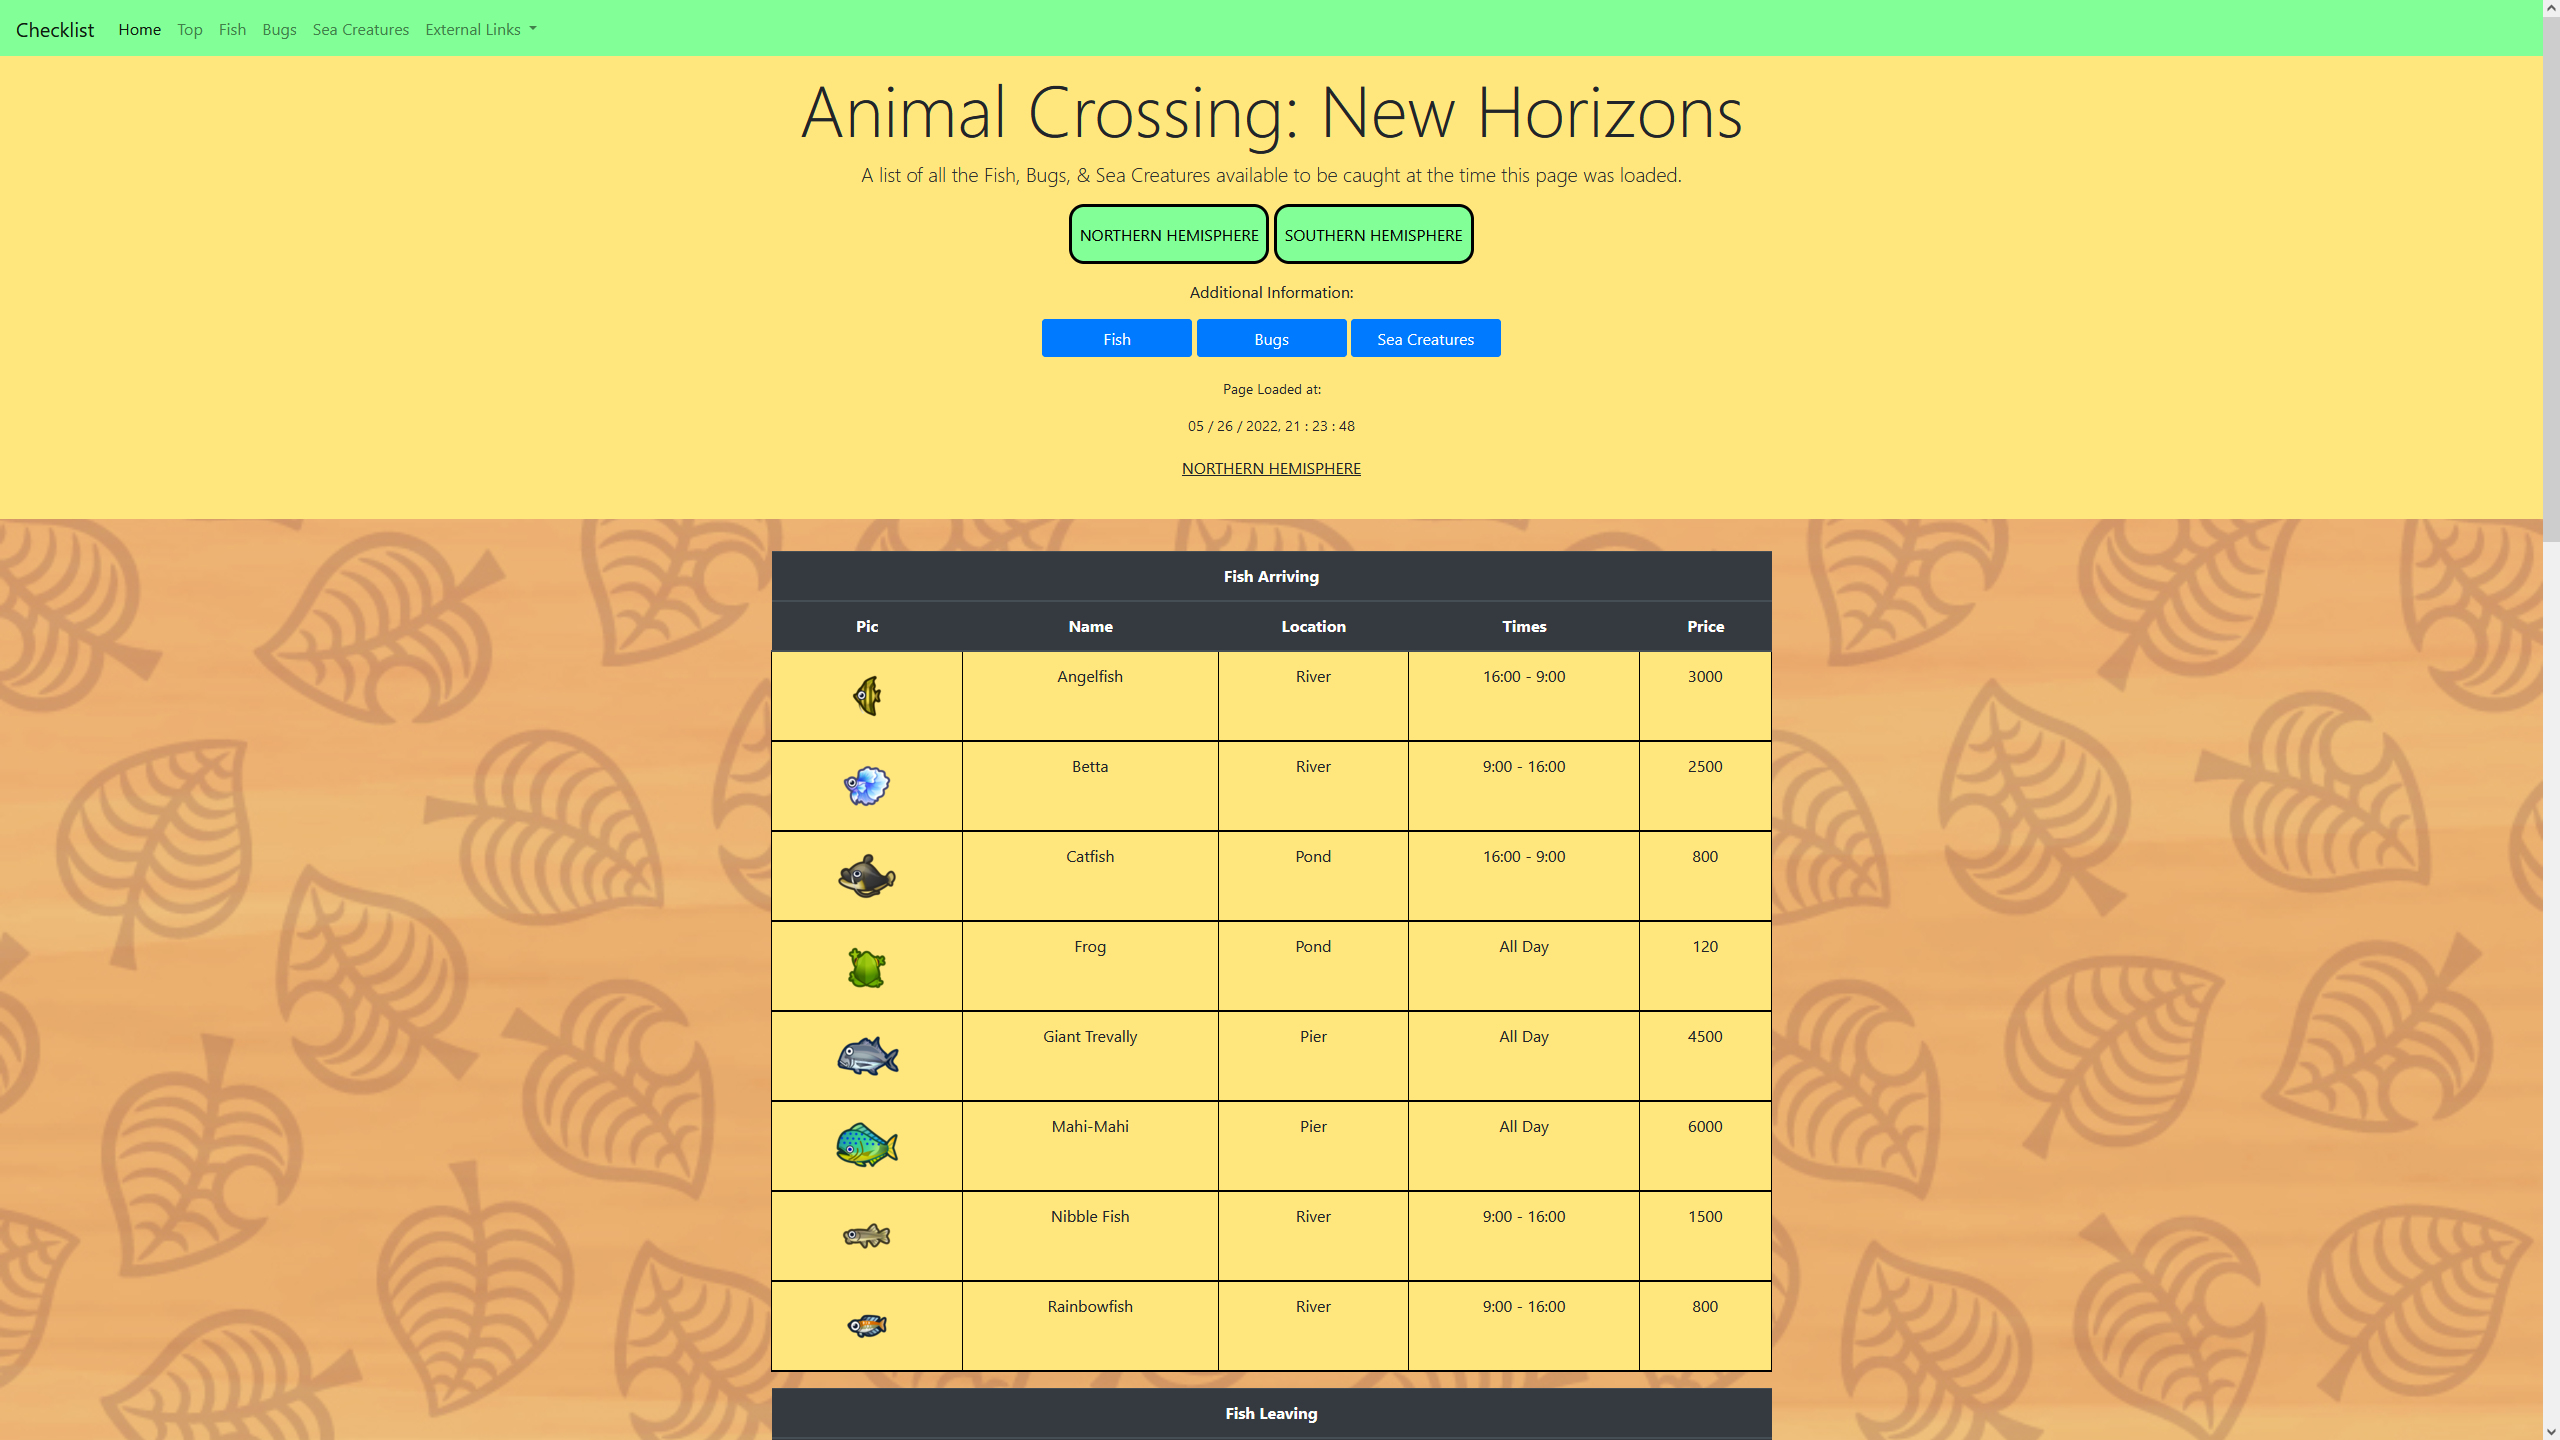 Checklist Home Top Fish Bugs Sea Creatures External Links
Animal Crossing: New Horizons
A list of all the Fish, Bugs, & Sea Creatures available to be caught at the time this page was loaded.
NORTHERN HEMISPHERE SOUTHERN HEMISPHERE
Additional Information:
Fish Bugs Sea Creatures
Page Loaded at:
05 / 26 / 2022, 21 : 23 : 48
NORTHERN HEMISPHERE
Fish Arriving
Pic Name Location Times Price
Angelfish River 16:00 - 9:00 3000
Betta River 9:00 - 16:00 2500
Catfish Pond 16:00 - 9:00 800
Frog Pond All Day 120
Giant Trevally Pier All Day 4500
Mahi-Mahi Pier All Day 6000
Nibble Fish River 9:00 - 16:00 1500
Rainbowfish River 9:00 - 16:00 800
Fish Leaving